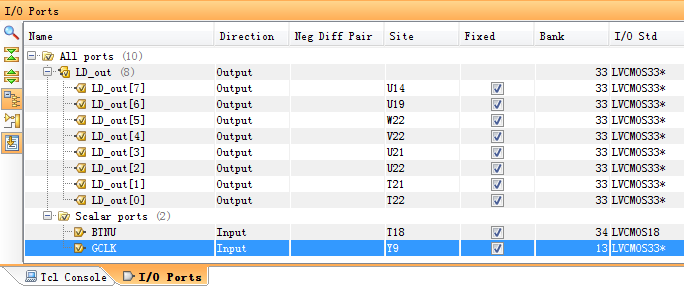 I/O Ports
Name Direction Neg Diff Pair Site Fixed Bank I/O Std
All ports (10)
LD_out (8) Output 33 LVCMOS33*
LD_out[7] Output U14 33 LVCMOS33*
LD_out[6] Output U19 33 LVCMOS33*
LD_out[5] Output W22 33 LVCMOS33*
LD_out[4] Output V22 33 LVCMOS33*
LD_out[3] Output U21 33 LVCMOS33*
LD_out[2] Output U22 33 LVCMOS33*
LD_out[1] Output T21 33 LVCMOS33*
LD_out[0] Output T22 33 LVCMOS33*
Scalar ports (2)
BTNU Input T18 34 LVCMOS18
GCLK Input Y9 13 LVCMOS33*
Tcl Console I/O Ports